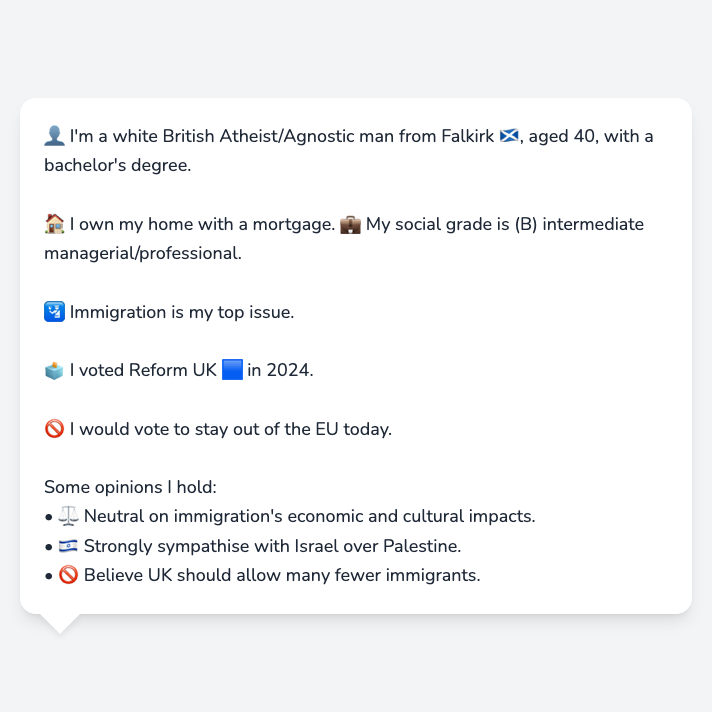 👤 I'm a white British Atheist/Agnostic man from Falkirk 🏴󠁧󠁢󠁳󠁣󠁴󠁿, aged 40, with a
bachelor's degree.
🏠 I own my home with a mortgage. 💼 My social grade is (B) intermediate
managerial/professional.
🛂 Immigration is my top issue.
🗳️ I voted Reform UK 🟦 in 2024.
🚫 I would vote to stay out of the EU today.
Some opinions I hold:
• ⚖️ Neutral on immigration's economic and cultural impacts.
• 🇮🇱 Strongly sympathise with Israel over Palestine.
• 🚫 Believe UK should allow many fewer immigrants.